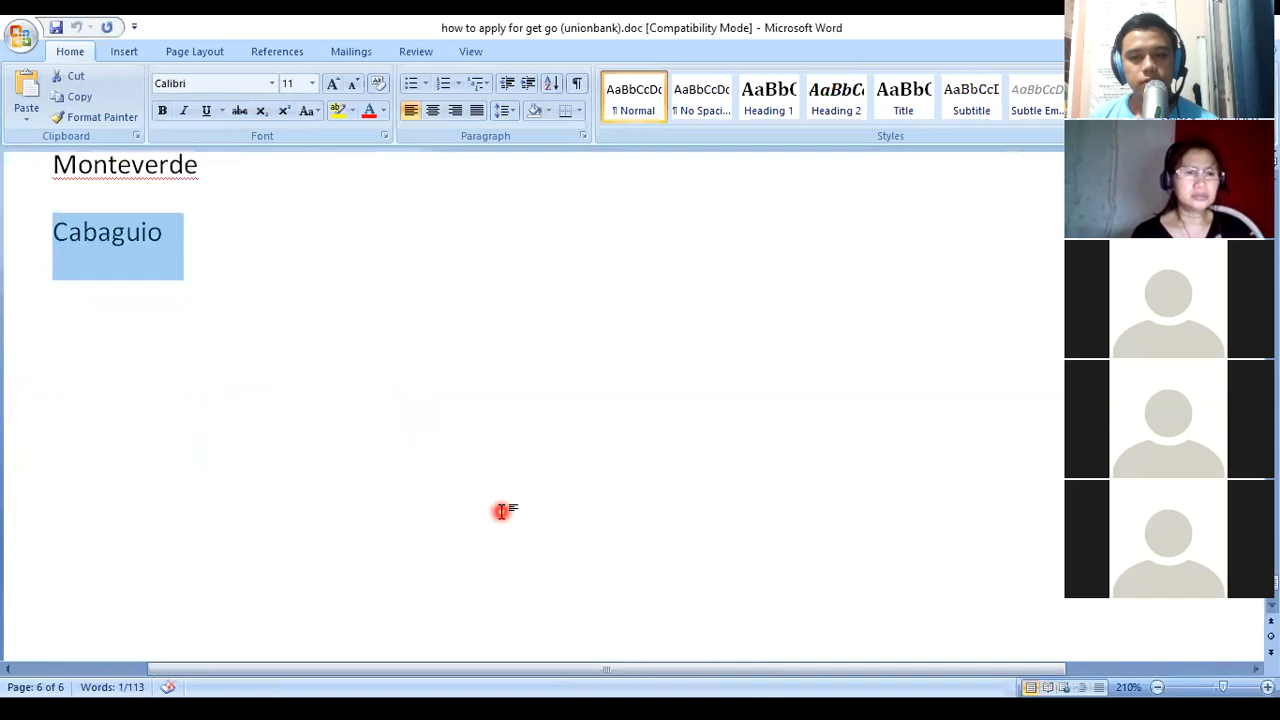 how to apply for get go (unionbank).doc [Compatibility Mode] - Microsoft Word
Home Insert Page Layout References Mailings Review View
Paste
Cut
Copy
Format Painter
Clipboard
Calibri 11
Font
Paragraph
AaBbCcDc AaBbCcDc AaBbC( AaBbCc AaBbC AaBbCcI AaBbCcDc
¶ Normal ¶ No Spaci... Heading 1 Heading 2 Title Subtitle Subtle Em...
Styles
Monteverde
Cabaguio
Page: 6 of 6 Words: 1/113 210%